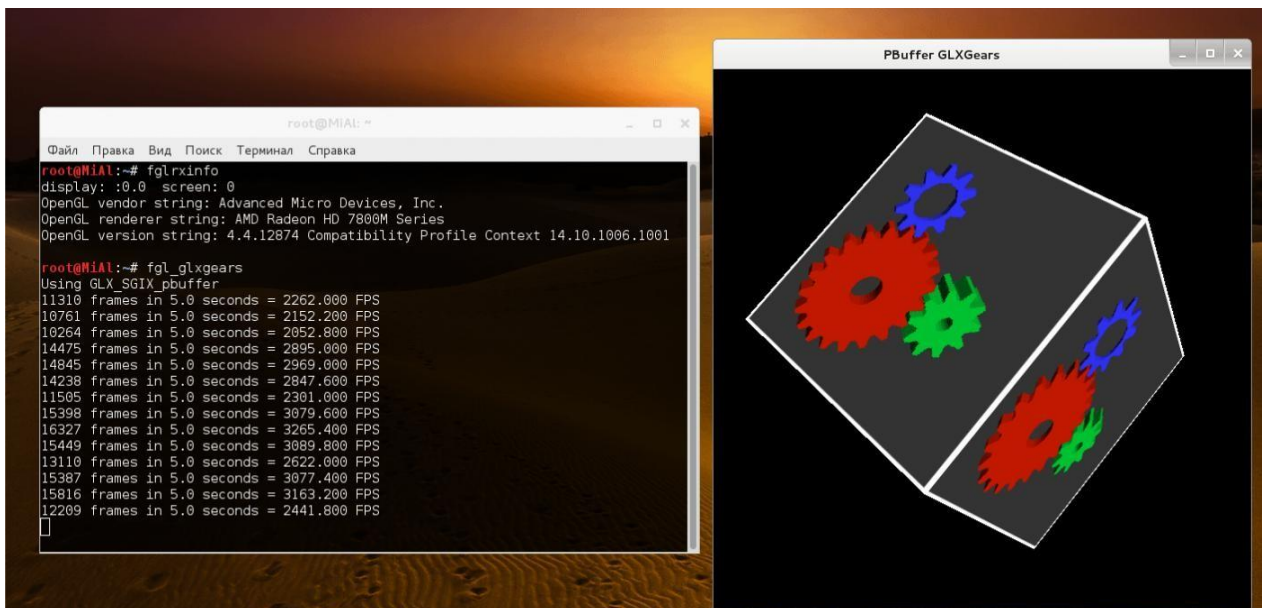 PBuffer GLXGears
root@MiAl: ~
Файл Правка Вид Поиск Терминал Справка
root@MiAl:~# fglrxinfo
display: :0.0 screen: 0
OpenGL vendor string: Advanced Micro Devices, Inc.
OpenGL renderer string: AMD Radeon HD 7800M Series
OpenGL version string: 4.4.12874 Compatibility Profile Context 14.10.1006.1001
root@MiAl:~# fgl_glxgears
Using GLX_SGIX_pbuffer
11310 frames in 5.0 seconds = 2262.000 FPS
10761 frames in 5.0 seconds = 2152.200 FPS
10264 frames in 5.0 seconds = 2052.800 FPS
14475 frames in 5.0 seconds = 2895.000 FPS
14845 frames in 5.0 seconds = 2969.000 FPS
14238 frames in 5.0 seconds = 2847.600 FPS
11505 frames in 5.0 seconds = 2301.000 FPS
15398 frames in 5.0 seconds = 3079.600 FPS
16327 frames in 5.0 seconds = 3265.400 FPS
15449 frames in 5.0 seconds = 3089.800 FPS
13110 frames in 5.0 seconds = 2622.000 FPS
15387 frames in 5.0 seconds = 3077.400 FPS
15816 frames in 5.0 seconds = 3163.200 FPS
12209 frames in 5.0 seconds = 2441.800 FPS